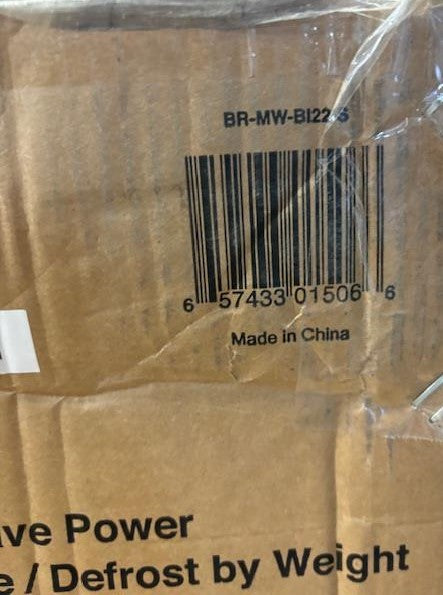 BR-MW-BI22-S
6 57433 01506 6
Made in China
ve Power
/ Defrost by Weight